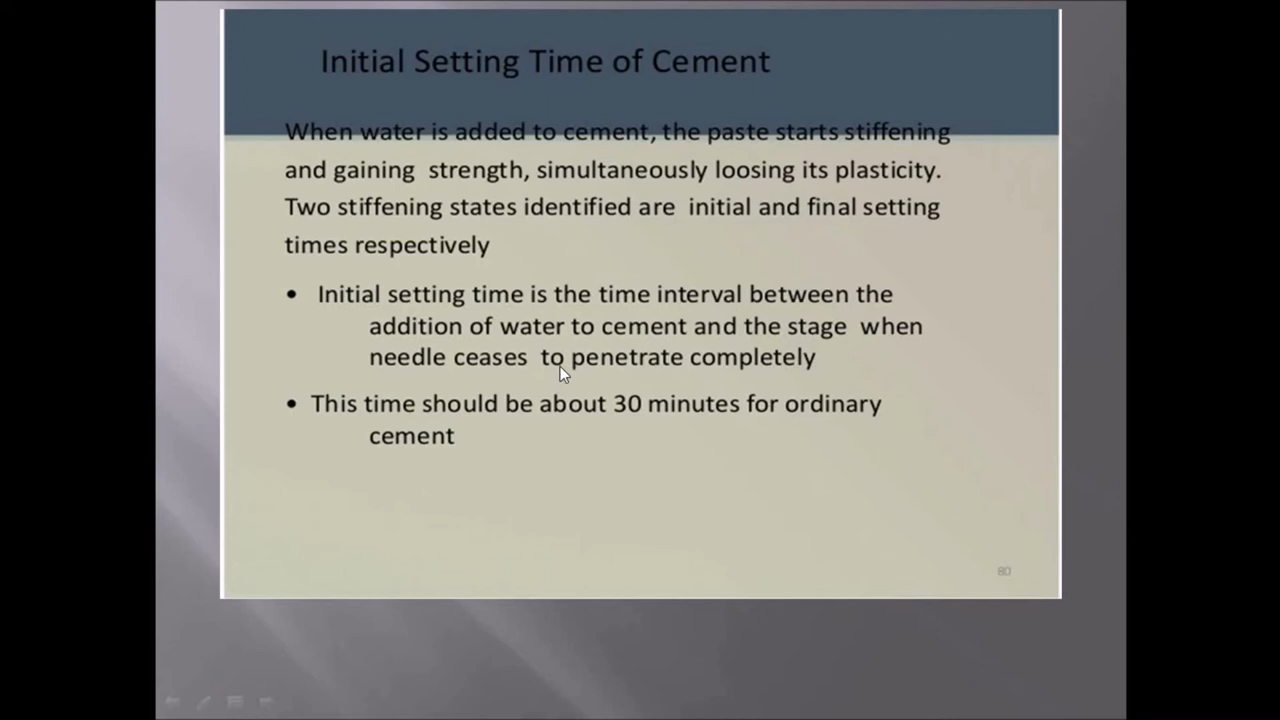 Initial Setting Time of Cement
When water is added to cement, the paste starts stiffening
and gaining strength, simultaneously loosing its plasticity.
Two stiffening states identified are initial and final setting
times respectively
• Initial setting time is the time interval between the
addition of water to cement and the stage when
needle ceases to penetrate completely
• This time should be about 30 minutes for ordinary
cement
80